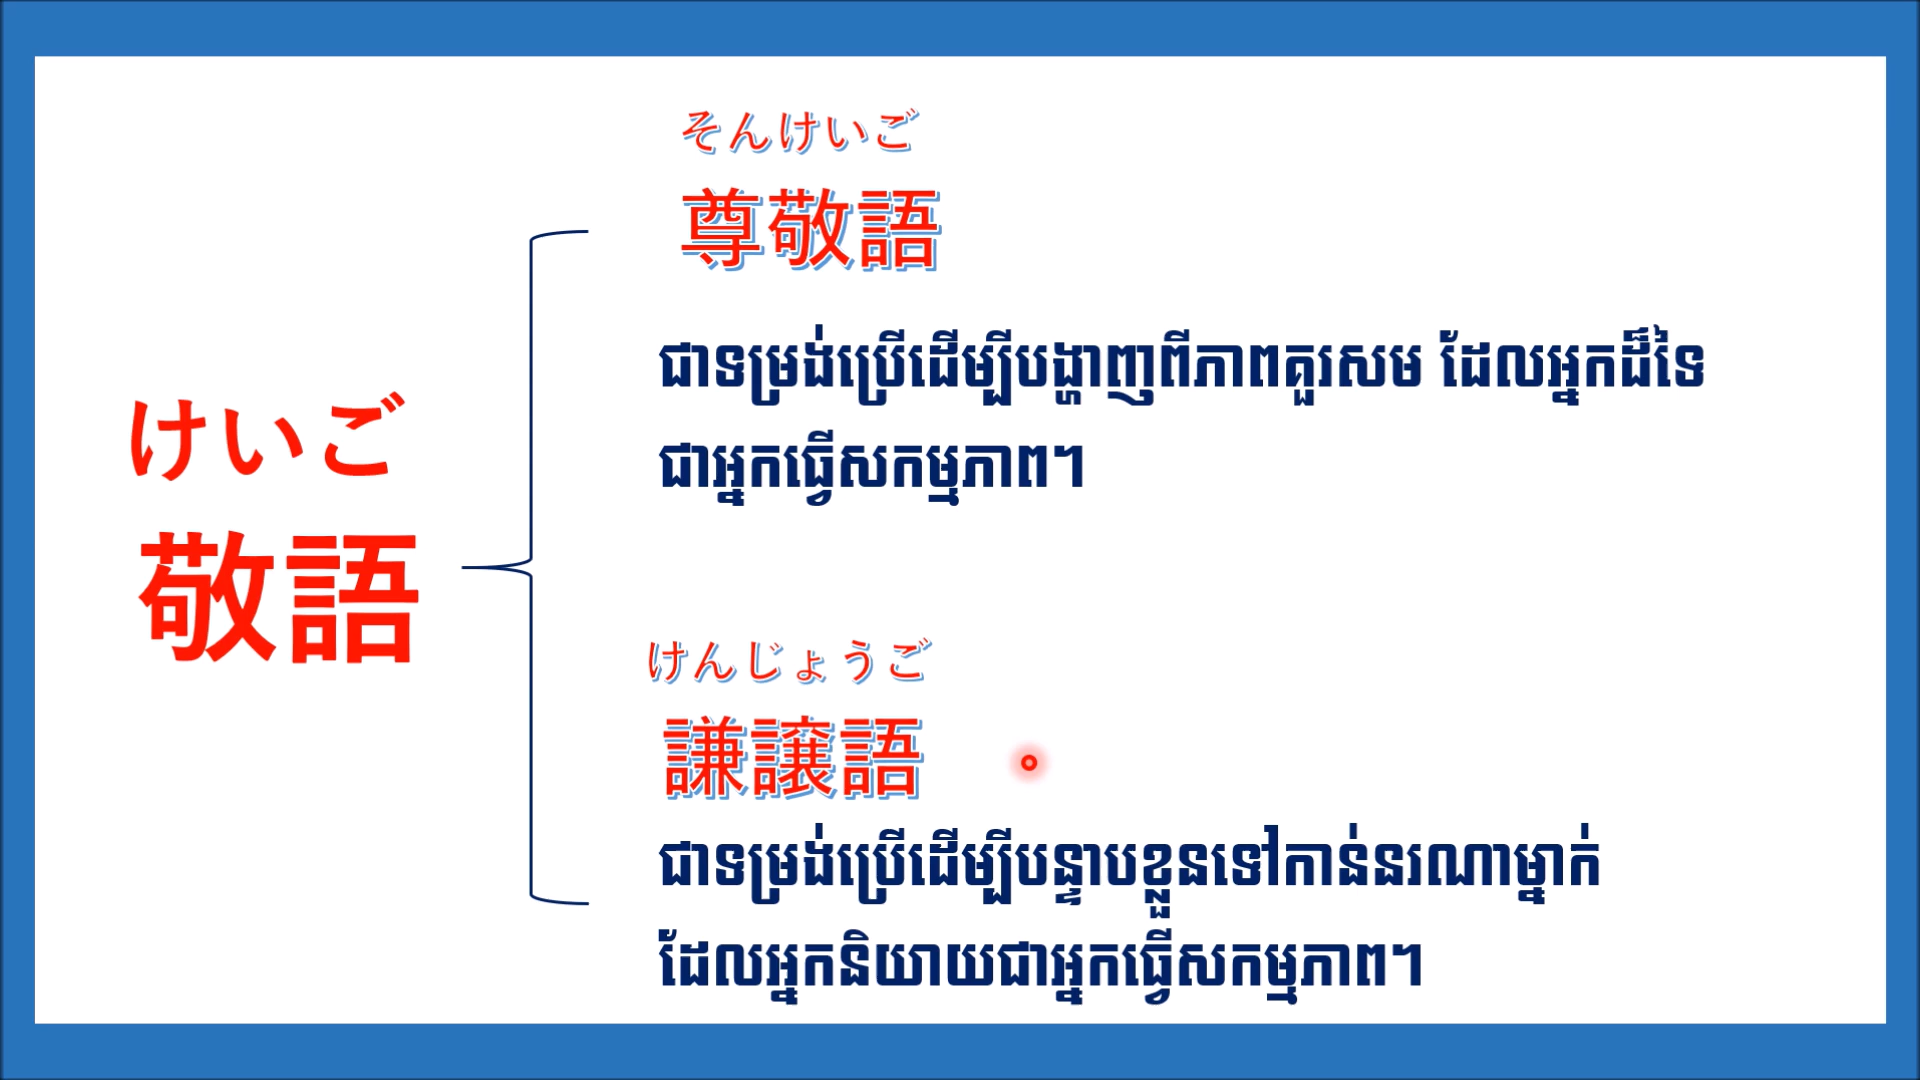 けいご
敬語
そんけいご
尊敬語
ជាទម្រង់ប្រើដើម្បីបង្ហាញពីភាពគួរសម ដែលអ្នកដ៏ទៃ
ជាអ្នកធ្វើសកម្មភាព។
けんじょうご
謙譲語
ជាទម្រង់ប្រើដើម្បីបន្ទាបខ្លួនទៅកាន់នរណាម្នាក់
ដែលអ្នកនិយាយជាអ្នកធ្វើសកម្មភាព។